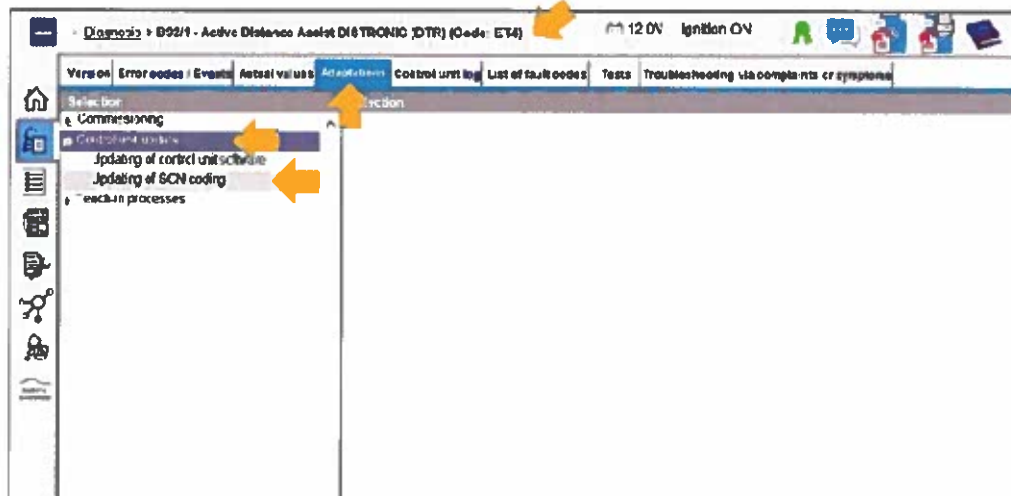 Diagnosis > B92/1 - Active Distance Assist DISTRONIC (DTR) (Code: ET4) 12.0V Ignition ON
Version Error codes / Events Actual values Adaptations Control unit log List of fault codes Tests Troubleshooting via complaints or symptoms
Selection
Commissioning
Control unit update
Updating of control unit software
Updating of SCN coding
Teach-in processes